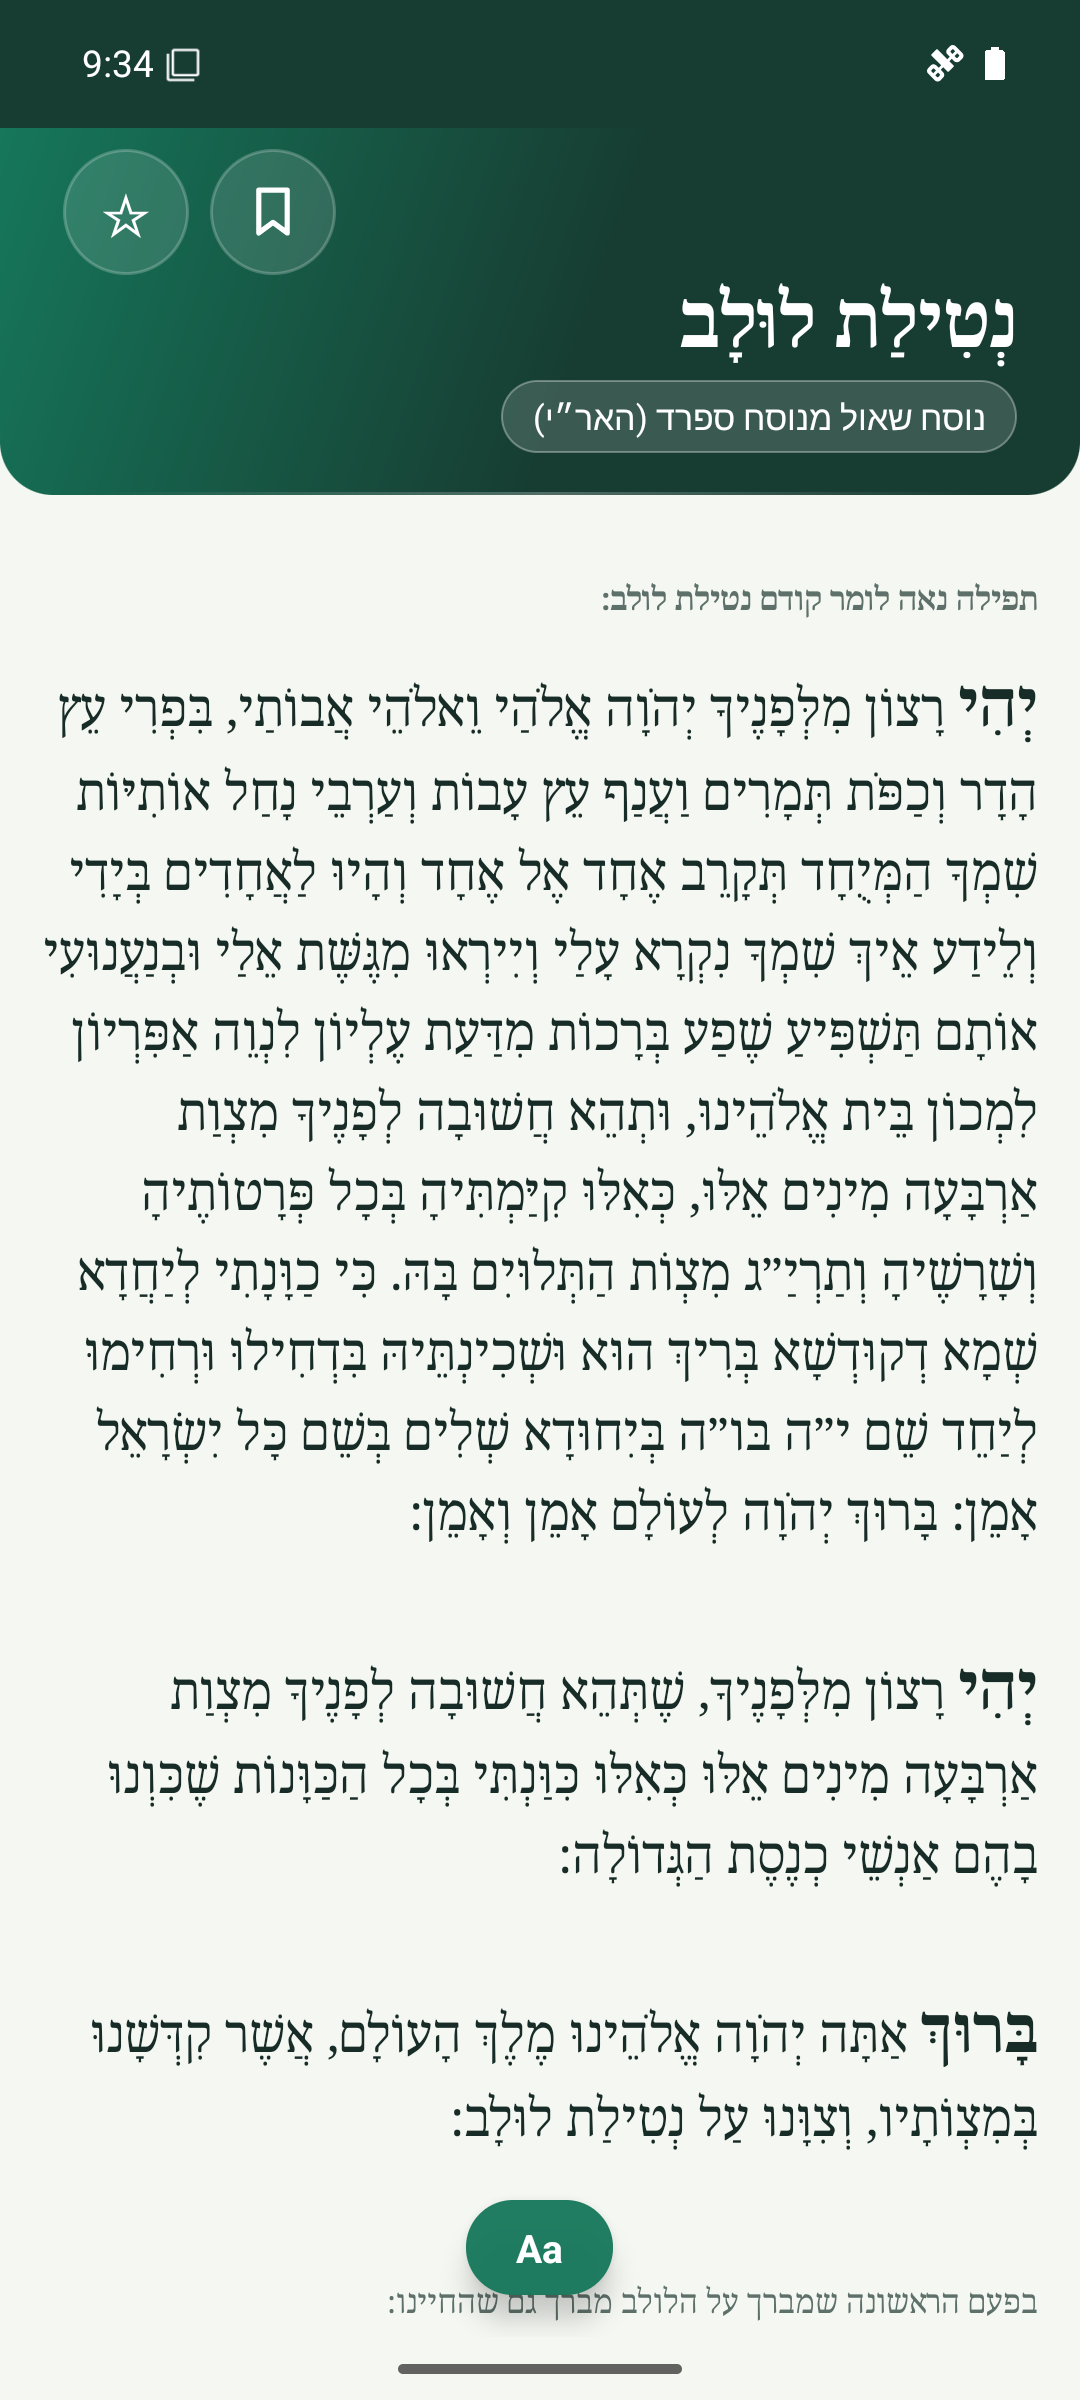 9:34
נְטִילַת לוּלָב
נוסח שאול מנוסח ספרד (האר״י)
תפילה נאה לומר קודם נטילת לולב:
יְהִי רָצוֹן מִלְּפָנֶיךָ יְהֹוָה אֱלֹהַי וֵאלֹהֵי אֲבוֹתַי, בִּפְרִי עֵץ
הָדָר וְכַפֹּת תְּמָרִים וַעֲנַף עֵץ עָבוֹת וְעַרְבֵי נָחַל אוֹתִיּוֹת
שִׁמְךָ הַמְּיֻחָד תְּקָרֵב אֶחָד אֶל אֶחָד וְהָיוּ לַאֲחָדִים בְּיָדִי
וְלֵידַע אֵיךְ שִׁמְךָ נִקְרָא עָלַי וְיִירְאוּ מִגֶּשֶׁת אֵלַי וּבְנַעֲנוּעִי
אוֹתָם תַּשְׁפִּיעַ שֶׁפַע בְּרָכוֹת מִדַּעַת עֶלְיוֹן לִנְוֵה אַפִּרְיוֹן
לִמְכוֹן בֵּית אֱלֹהֵינוּ, וּתְהֵא חֲשׁוּבָה לְפָנֶיךָ מִצְוַת
אַרְבָּעָה מִינִים אֵלּוּ, כְּאִלּוּ קִיַּמְתִּיהָ בְּכָל פְּרָטוֹתֶיהָ
וְשָׁרָשֶׁיהָ וְתַרְיַ״ג מִצְוֹת הַתְּלוּיִם בָּהּ. כִּי כַוָּנָתִי לְיַחֲדָא
שְׁמָא דְקוּדְשָׁא בְּרִיךְ הוּא וּשְׁכִינְתֵּיהּ בִּדְחִילוּ וּרְחִימוּ
לְיַחֵד שֵׁם י״ה בּו״ה בְּיִחוּדָא שְׁלִים בְּשֵׁם כָּל יִשְׂרָאֵל
אָמֵן: בָּרוּךְ יְהֹוָה לְעוֹלָם אָמֵן וְאָמֵן:
יְהִי רָצוֹן מִלְּפָנֶיךָ, שֶׁתְּהֵא חֲשׁוּבָה לְפָנֶיךָ מִצְוַת
אַרְבָּעָה מִינִים אֵלּוּ כְּאִלּוּ כִּוַּנְתִּי בְּכָל הַכַּוָּנוֹת שֶׁכִּוְּנוּ
בָהֶם אַנְשֵׁי כְנֶסֶת הַגְּדוֹלָה:
בָּרוּךְ אַתָּה יְהֹוָה אֱלֹהֵינוּ מֶלֶךְ הָעוֹלָם, אֲשֶׁר קִדְּשָׁנוּ
בְּמִצְוֹתָיו, וְצִוָּנוּ עַל נְטִילַת לוּלָב:
Aa
בפעם הראשונה שמברך על הלולב מברך גם שהחיינו: